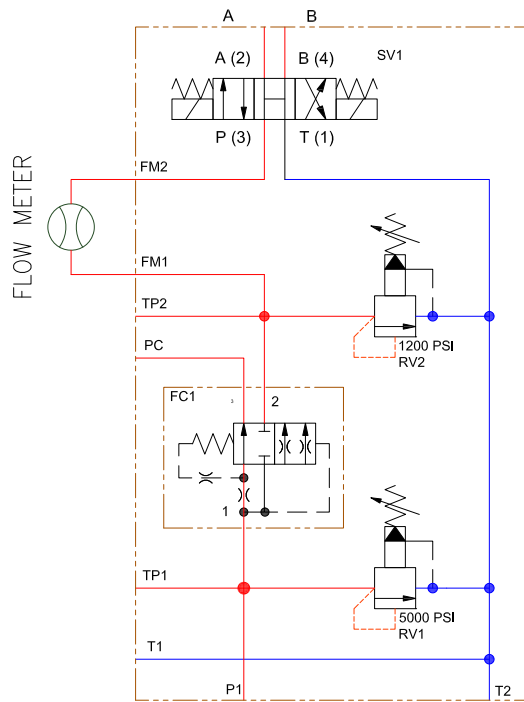 A B
A (2) B (4) SV1
P (3) T (1)
FM2
FLOW METER
FM1
TP2
1200 PSI
PC RV2
FC1 3 2
1
TP1
5000 PSI
RV1
T1
P1 T2